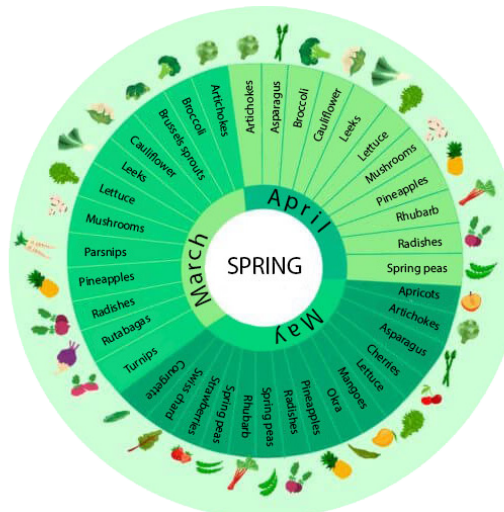 SPRING
March
Artichokes
Broccoli
Brussels sprouts
Cauliflower
Leeks
Lettuce
Mushrooms
Parsnips
Pineapples
Radishes
Rutabagas
Turnips
April
Artichokes
Asparagus
Broccoli
Cauliflower
Leeks
Lettuce
Mushrooms
Pineapples
Rhubarb
Radishes
Spring peas
May
Apricots
Artichokes
Asparagus
Cherries
Lettuce
Mangoes
Okra
Pineapples
Radishes
Spring peas
Rhubarb
Spring peas
Strawberries
Swiss chard
Courgette